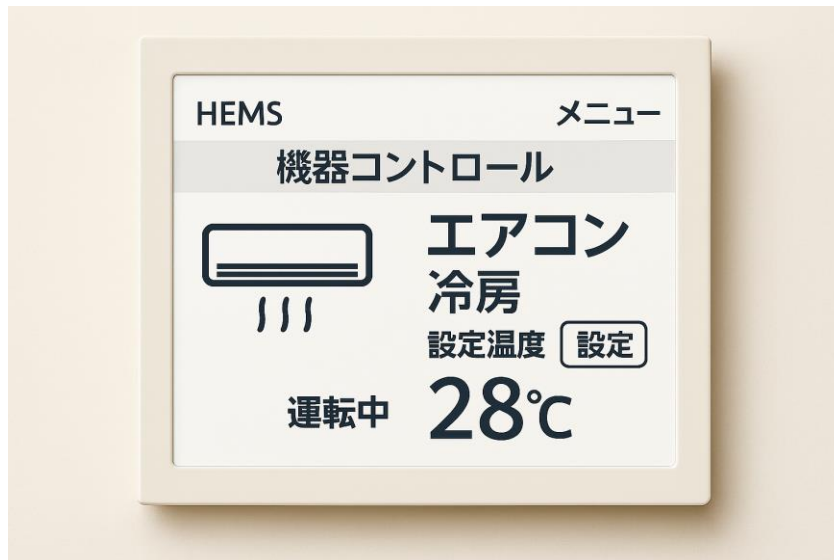 HEMS メニュー
機器コントロール
エアコン
冷房
設定温度 設定
運転中 28℃